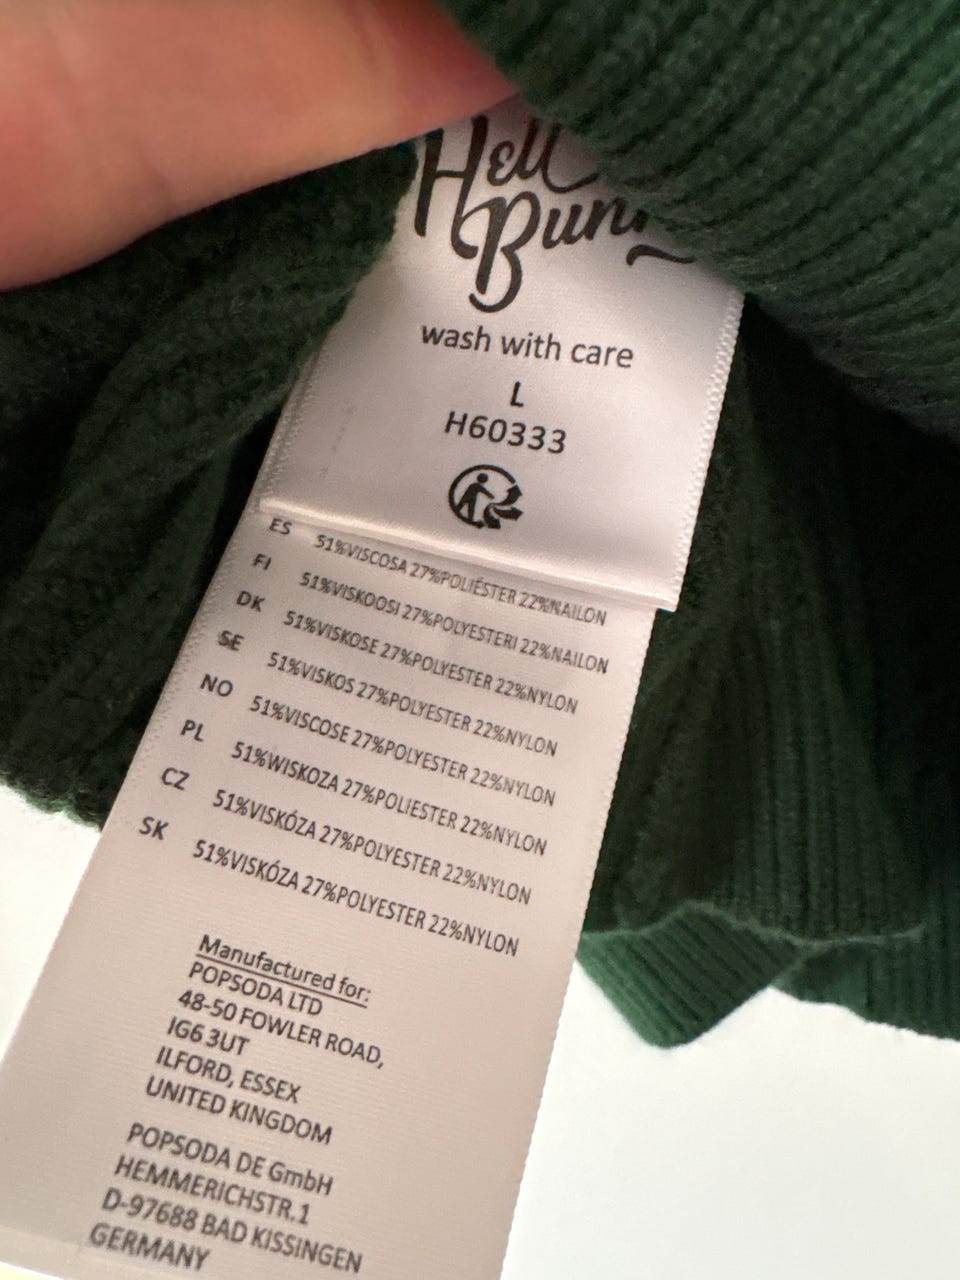 Hell
wash with care
L
H60333
ES 51%VISCOSA 27%POLIÉSTER 22%NAILON
FI 51%VISKOOSI 27%POLYESTERI 22%NAILON
DK 51%VISKOSE 27%POLYESTER 22%NYLON
SE 51%VISKOS 27%POLYESTER 22%NYLON
NO 51%VISCOSE 27%POLYESTER 22%NYLON
PL 51%WISKOZA 27%POLIESTER 22%NYLON
CZ 51%VISKÓZA 27%POLYESTER 22%NYLON
SK 51%VISKÓZA 27%POLYESTER 22%NYLON
Manufactured for:
POPSODA LTD
48-50 FOWLER ROAD,
IG6 3UT
ILFORD, ESSEX
UNITED KINGDOM
POPSODA DE GmbH
HEMMERICHSTR.1
D-97688 BAD KISSINGEN
GERMANY